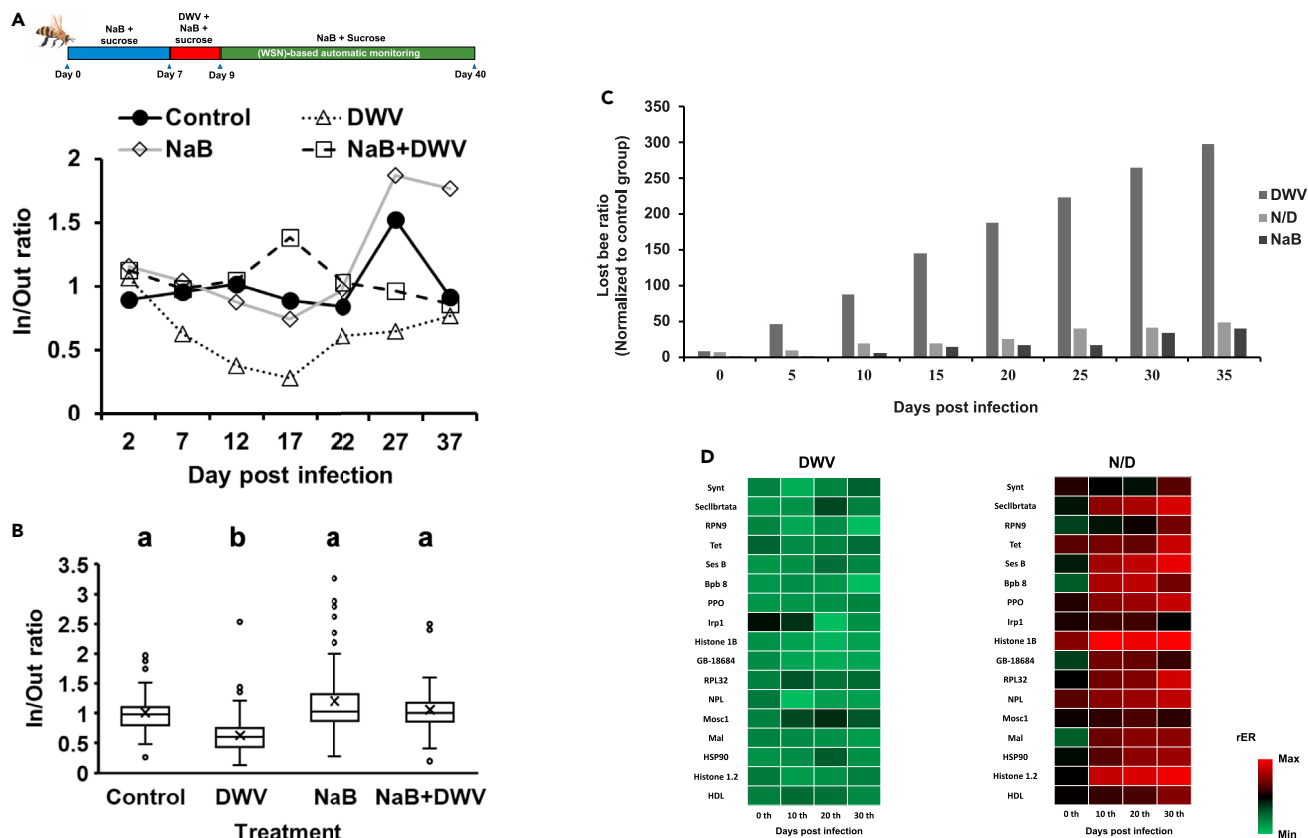 A
NaB +
sucrose
DWV +
NaB +
sucrose
NaB + Sucrose
(WSN)-based automatic monitoring
Day 0
Day 7
Day 9
Day 40
Control
DWV
NaB
NaB+DWV
In/Out ratio
2
1.5
1
0.5
0
2 7 12 17 22 27 37
Day post infection
B
a b a a
In/Out ratio
3.5
3
2.5
2
1.5
1
0.5
0
Control DWV NaB NaB+DWV
Treatment
C
Lost bee ratio
(Normalized to control group)
350
300
250
200
150
100
50
0
0 5 10 15 20 25 30 35
Days post infection
DWV
N/D
NaB
D
DWV
Synt
Secllbrtata
RPN9
Tet
Ses B
Bpb 8
PPO
Irp1
Histone 1B
GB-18684
RPL32
NPL
Mosc1
Mal
HSP90
Histone 1.2
HDL
0 th 10 th 20 th 30 th
Days post infection
N/D
Synt
Secllbrtata
RPN9
Tet
Ses B
Bpb 8
PPO
Irp1
Histone 1B
GB-18684
RPL32
NPL
Mosc1
Mal
HSP90
Histone 1.2
HDL
0 th 10 th 20 th 30 th
Days post infection
rER
Max
Min